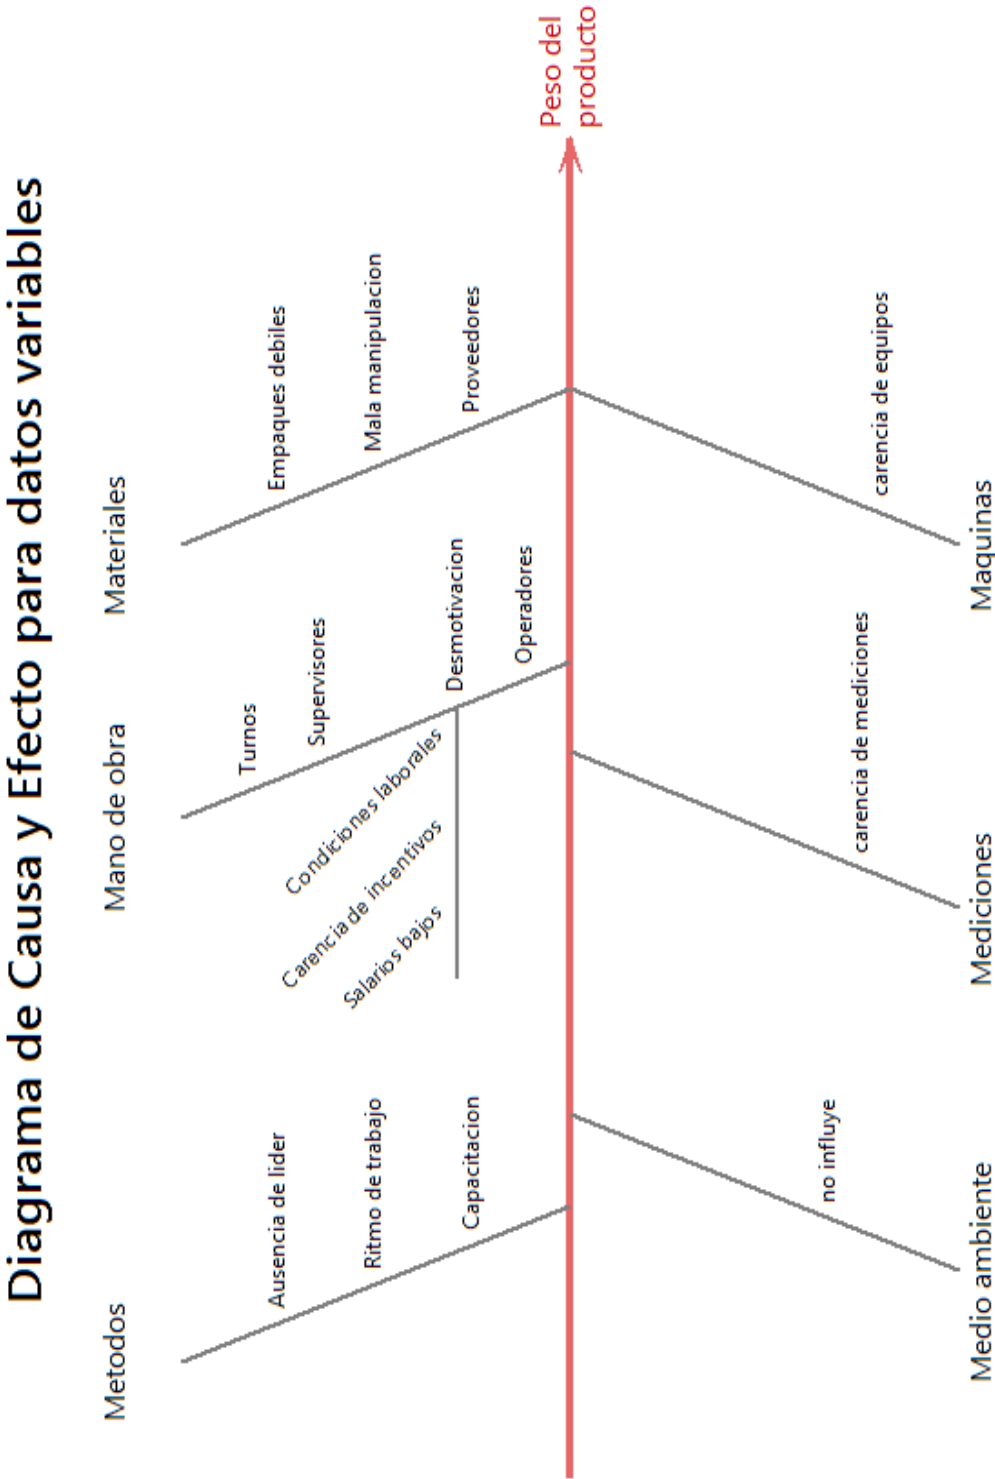 Diagrama de Causa y Efecto para datos variables
Metodos
Mano de obra
Materiales
Ausencia de lider
Ritmo de trabajo
Capacitacion
Turnos
Supervisores
Desmotivacion
Operadores
Condiciones laborales
Carencia de incentivos
Salarios bajos
Empaques debiles
Mala manipulacion
Proveedores
Peso del
producto
no influye
carencia de mediciones
carencia de equipos
Medio ambiente
Mediciones
Maquinas